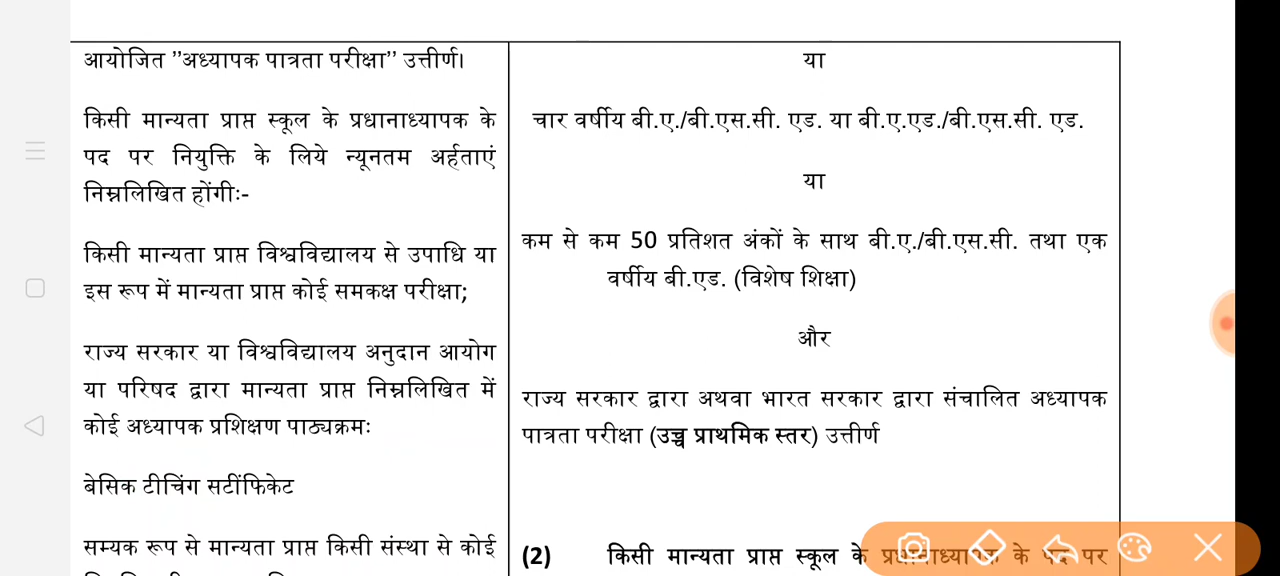 आयोजित ”अध्यापक पात्रता परीक्षा” उत्तीर्ण।
किसी मान्यता प्राप्त स्कूल के प्रधानाध्यापक के
पद पर नियुक्ति के लिये न्यूनतम अर्हताएं
निम्नलिखित होंगीः-
किसी मान्यता प्राप्त विश्वविद्यालय से उपाधि या
इस रूप में मान्यता प्राप्त कोई समकक्ष परीक्षा;
राज्य सरकार या विश्वविद्यालय अनुदान आयोग
या परिषद द्वारा मान्यता प्राप्त निम्नलिखित में
कोई अध्यापक प्रशिक्षण पाठ्यक्रमः
बेसिक टीचिंग सर्टीफिकेट
सम्यक रूप से मान्यता प्राप्त किसी संस्था से कोई
या
चार वर्षीय बी.ए./बी.एस.सी. एड. या बी.ए.एड./बी.एस.सी. एड.
या
कम से कम 50 प्रतिशत अंकों के साथ बी.ए./बी.एस.सी. तथा एक
वर्षीय बी.एड. (विशेष शिक्षा)
और
राज्य सरकार द्वारा अथवा भारत सरकार द्वारा संचालित अध्यापक
पात्रता परीक्षा (उच्च प्राथमिक स्तर) उत्तीर्ण
(2) किसी मान्यता प्राप्त स्कूल के प्रधानाध्यापक के पद पर